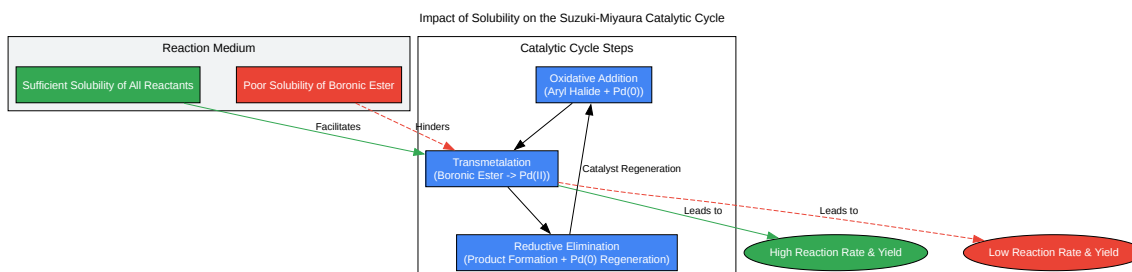 Impact of Solubility on the Suzuki-Miyaura Catalytic Cycle
Reaction Medium
Sufficient Solubility of All Reactants
Poor Solubility of Boronic Ester
Catalytic Cycle Steps
Oxidative Addition
(Aryl Halide + Pd(0))
Facilitates
Hinders
Transmetalation
(Boronic Ester -> Pd(II))
Catalyst Regeneration
Leads to
Leads to
Reductive Elimination
(Product Formation + Pd(0) Regeneration)
High Reaction Rate & Yield
Low Reaction Rate & Yield